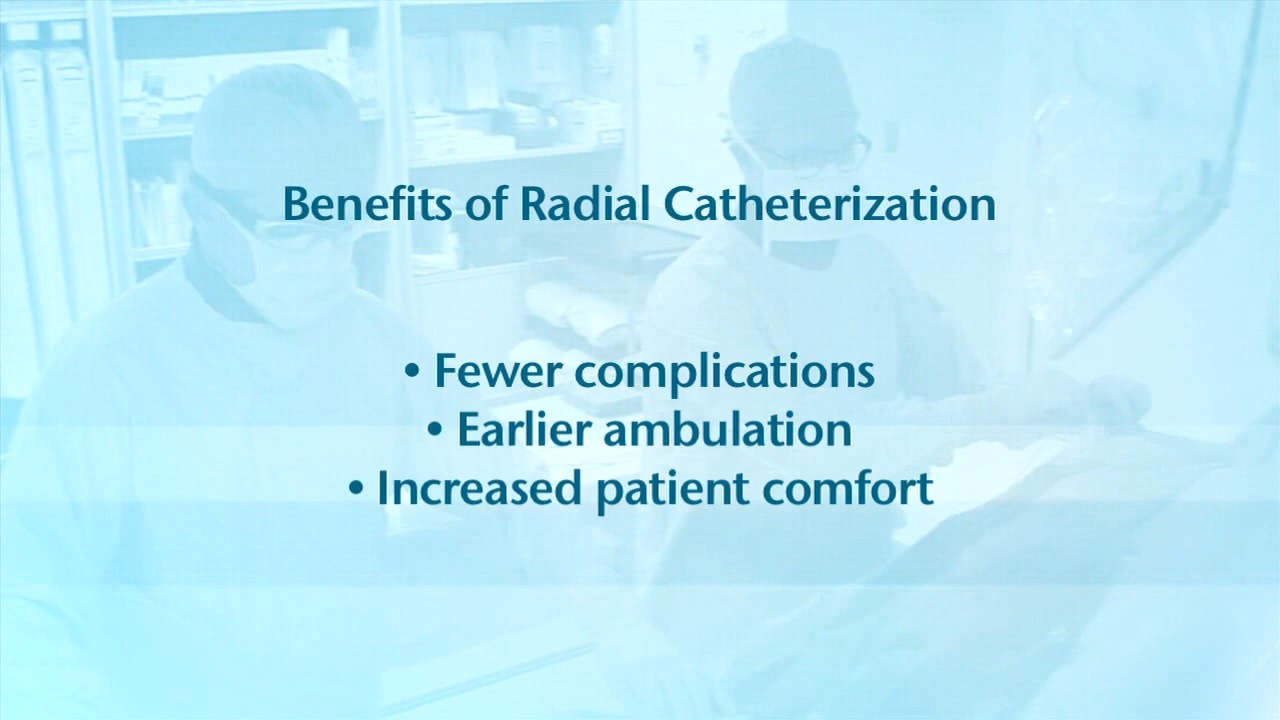 Benefits of Radial Catheterization
• Fewer complications
• Earlier ambulation
• Increased patient comfort